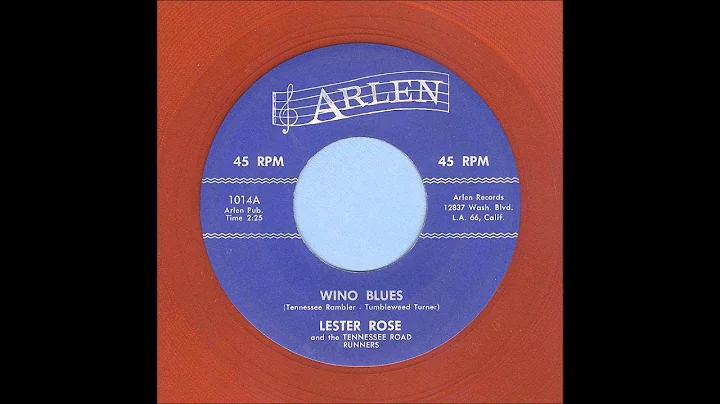 ARLEN
45 RPM
45 RPM
1014A
Arlen Pub.
Time 2:25
Arlen Records
12837 Wash. Blvd.
L.A. 66, Calif.
WINO BLUES
(Tennessee Rambler - Tumbleweed Turner)
LESTER ROSE
and the TENNESSEE ROAD
RUNNERS